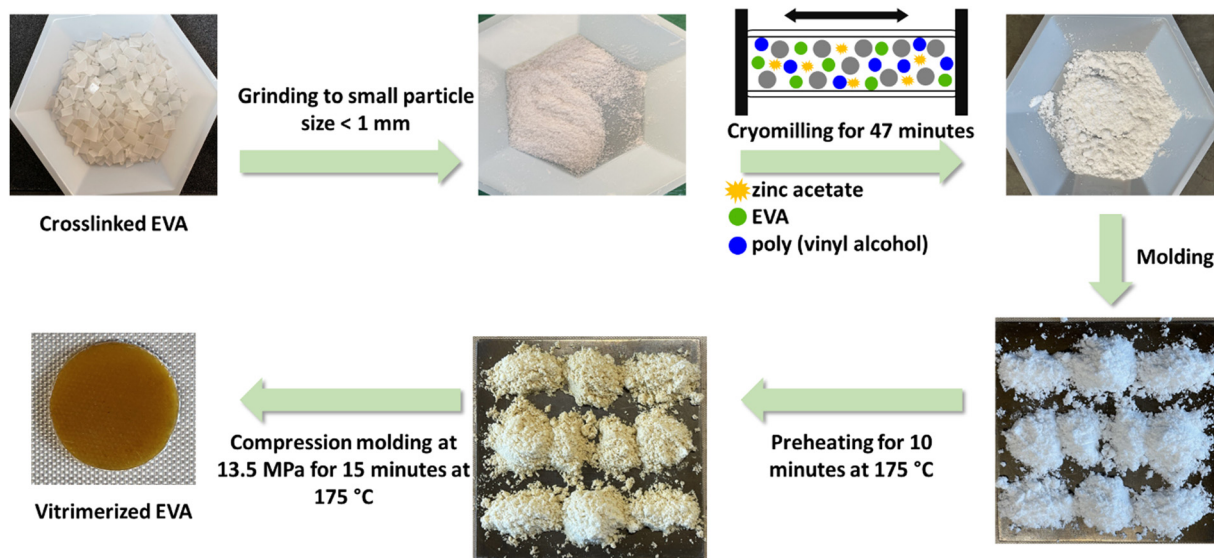 Grinding to small particle
size < 1 mm
Crosslinked EVA
Cryomilling for 47 minutes
zinc acetate
EVA
poly (vinyl alcohol)
Molding
Preheating for 10
minutes at 175 °C
Compression molding at
13.5 MPa for 15 minutes at
175 °C
Vitrimerized EVA